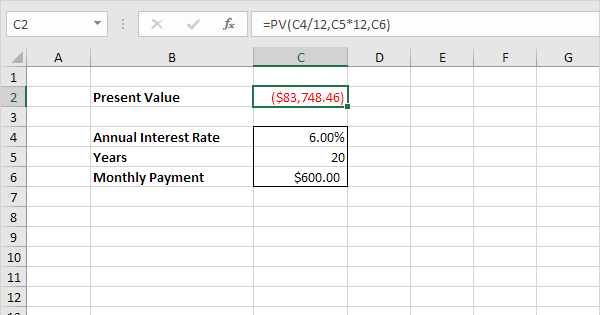 C2 fx =PV(C4/12,C5*12,C6)
A B C D E F G
1
2 Present Value ($83,748.46)
3
4 Annual Interest Rate 6.00%
5 Years 20
6 Monthly Payment $600.00
7
8
9
10
11
12